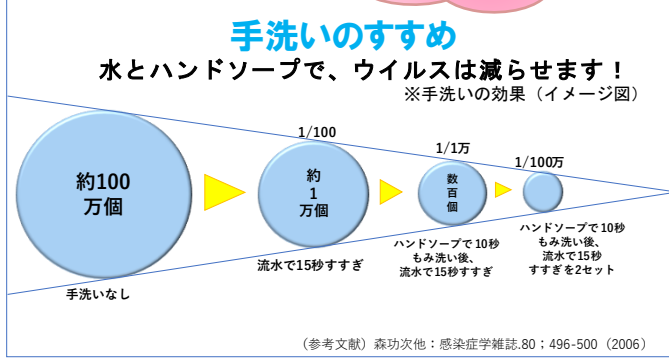 手洗いのすすめ
水とハンドソープで、ウイルスは減らせます！
※手洗いの効果（イメージ図）
約100
万個
手洗いなし
1/100
約
1
万個
流水で15秒すすぎ
1/1万
数
百
個
ハンドソープで10秒
もみ洗い後、
流水で15秒すすぎ
1/100万
ハンドソープで10秒
もみ洗い後、
流水で15秒
すすぎを2セット
（参考文献）森功次他：感染症学雑誌.80；496-500（2006）